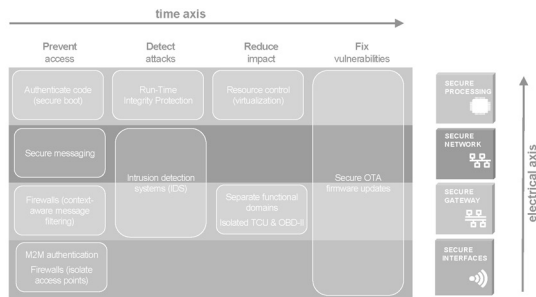 time axis
Prevent
access
Detect
attacks
Reduce
impact
Fix
vulnerabilities
Authenticate code
(secure boot)
Run-Time
Integrity Protection
Resource control
(virtualization)
SECURE
PROCESSING
Secure messaging
SECURE
NETWORK
Intrusion detection
systems (IDS)
Secure OTA
firmware updates
Firewalls (context-
aware message
filtering)
Separate functional
domains
Isolated TCU & OBD-II
SECURE
GATEWAY
M2M authentication
Firewalls (isolate
access points)
SECURE
INTERFACES
electrical axis